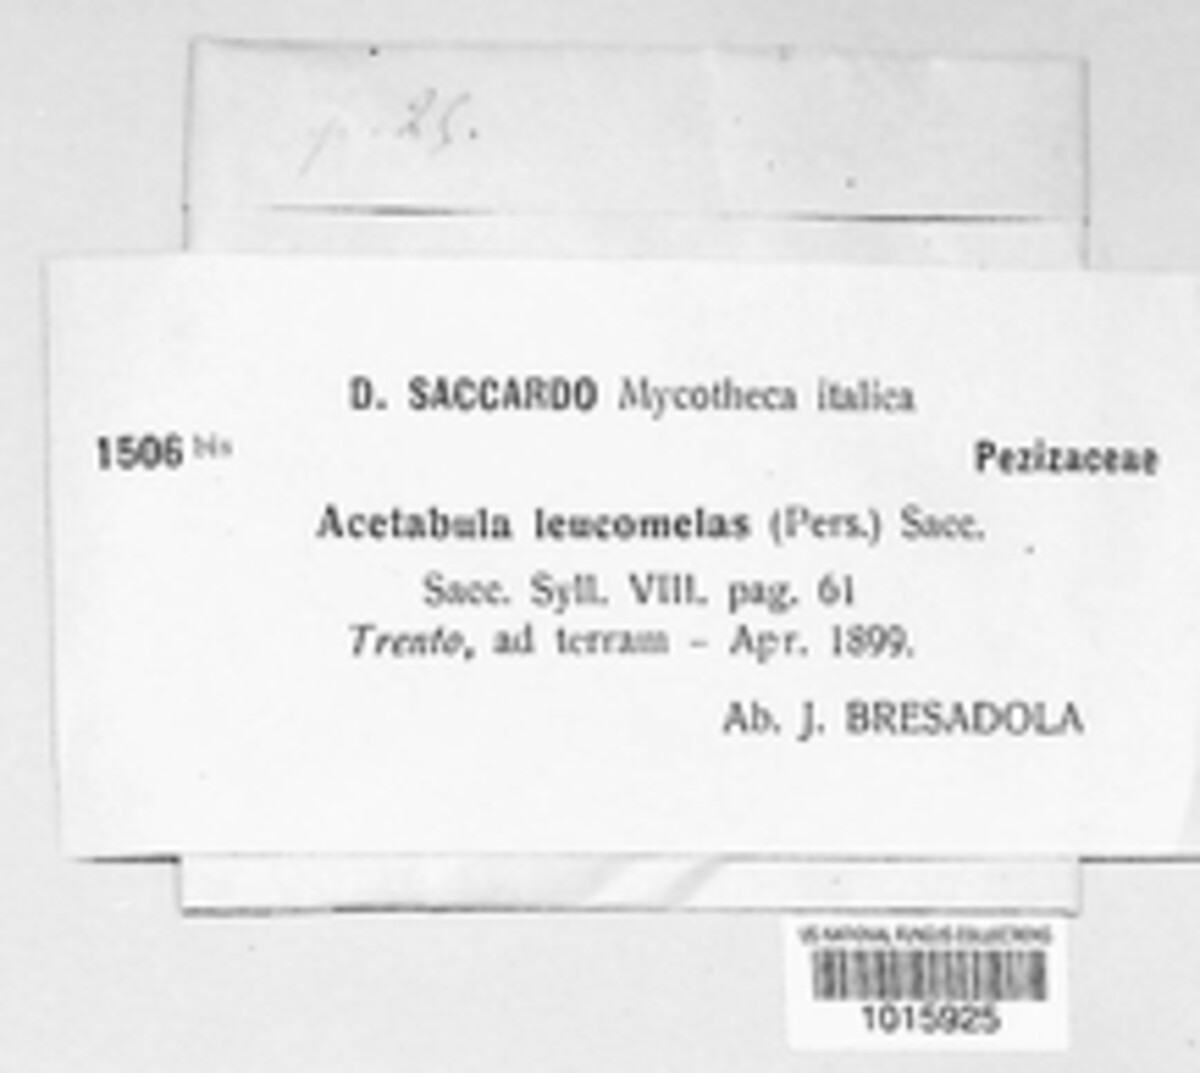 p. 25.
D. SACCARDO Mycotheca italica
1506 bis
Pezizaceae
Acetabula leucomelas (Pers.) Sacc.
Sacc. Syll. VIII. pag. 61
Trento, ad terram - Apr. 1899.
Ab. J. BRESADOLA
US NATIONAL FUNGUS COLLECTIONS
1015925